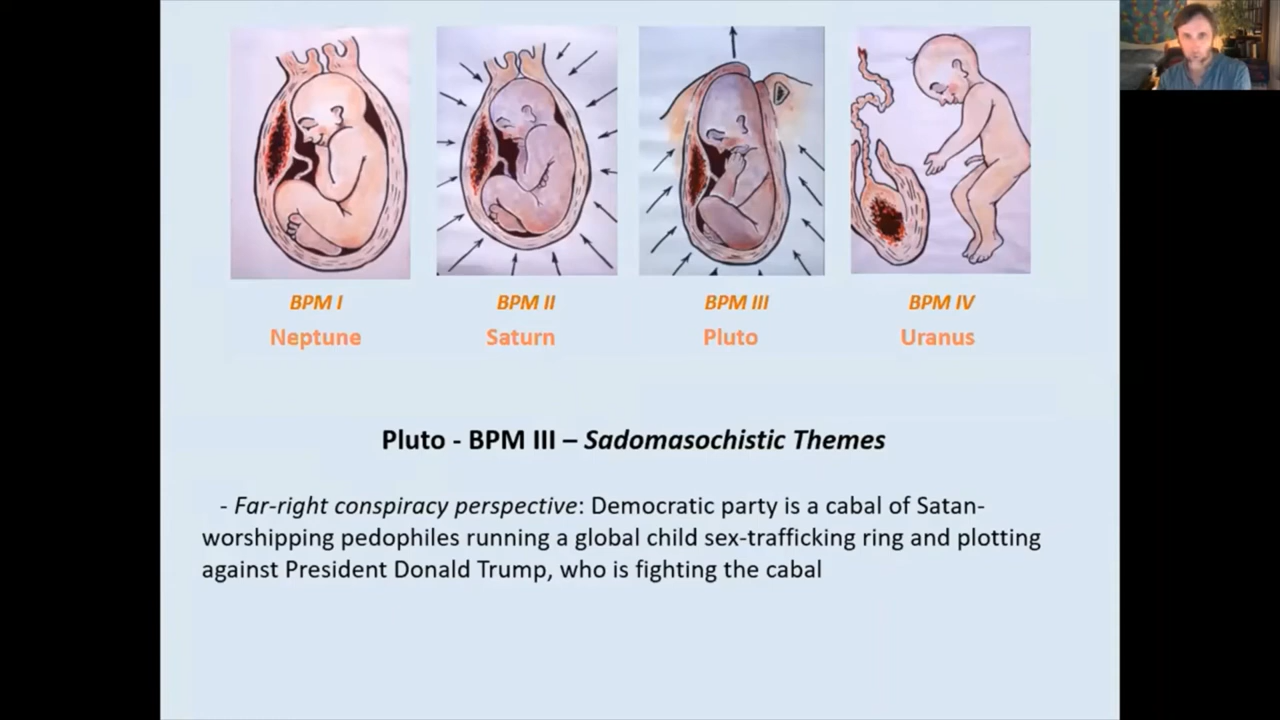 BPM I BPM II BPM III BPM IV
Neptune Saturn Pluto Uranus
Pluto - BPM III – Sadomasochistic Themes
- Far-right conspiracy perspective: Democratic party is a cabal of Satan-
worshipping pedophiles running a global child sex-trafficking ring and plotting
against President Donald Trump, who is fighting the cabal